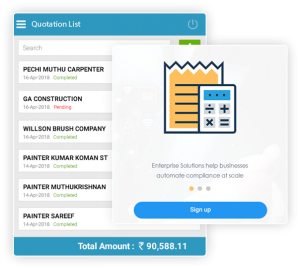 Quotation List
Search
PECHI MUTHU CARPENTER
16-Apr-2018 Completed
GA CONSTRUCTION
16-Apr-2018 Pending
WILLSON BRUSH COMPANY
16-Apr-2018 Completed
PAINTER KUMAR KOMAN ST
16-Apr-2018 Completed
PAINTER MUTHUKRISHNAN
14-Apr-2018 Completed
PAINTER SAREEF
14-Apr-2018 Completed
Total Amount : ₹ 90,588.11
Enterprise Solutions help businesses
automate compliance at scale
Sign up